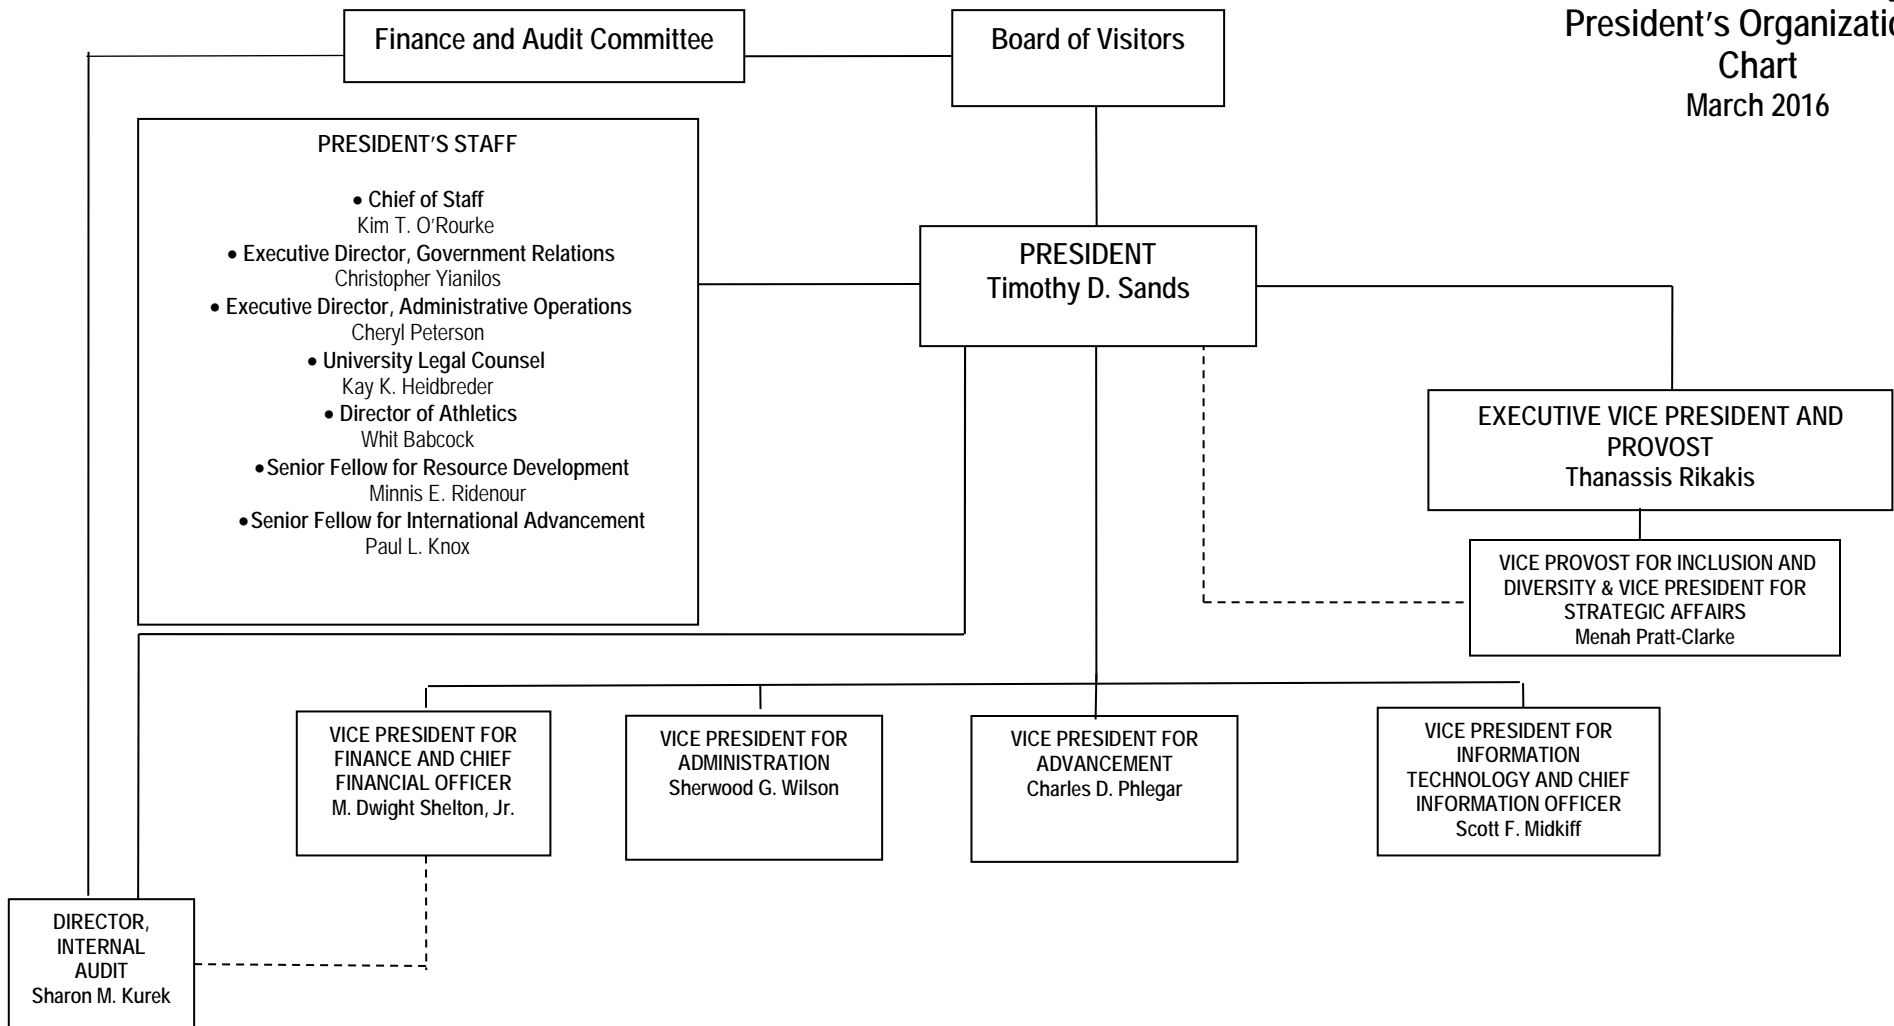 President's Organizatio
Chart
March 2016
Finance and Audit Committee
Board of Visitors
PRESIDENT'S STAFF
• Chief of Staff
Kim T. O'Rourke
• Executive Director, Government Relations
Christopher Yianilos
• Executive Director, Administrative Operations
Cheryl Peterson
• University Legal Counsel
Kay K. Heidbreder
• Director of Athletics
Whit Babcock
• Senior Fellow for Resource Development
Minnis E. Ridenour
• Senior Fellow for International Advancement
Paul L. Knox
PRESIDENT
Timothy D. Sands
EXECUTIVE VICE PRESIDENT AND
PROVOST
Thanassis Rikakis
VICE PROVOST FOR INCLUSION AND
DIVERSITY & VICE PRESIDENT FOR
STRATEGIC AFFAIRS
Menah Pratt-Clarke
VICE PRESIDENT FOR
FINANCE AND CHIEF
FINANCIAL OFFICER
M. Dwight Shelton, Jr.
VICE PRESIDENT FOR
ADMINISTRATION
Sherwood G. Wilson
VICE PRESIDENT FOR
ADVANCEMENT
Charles D. Phlegar
VICE PRESIDENT FOR
INFORMATION
TECHNOLOGY AND CHIEF
INFORMATION OFFICER
Scott F. Midkiff
DIRECTOR,
INTERNAL
AUDIT
Sharon M. Kurek